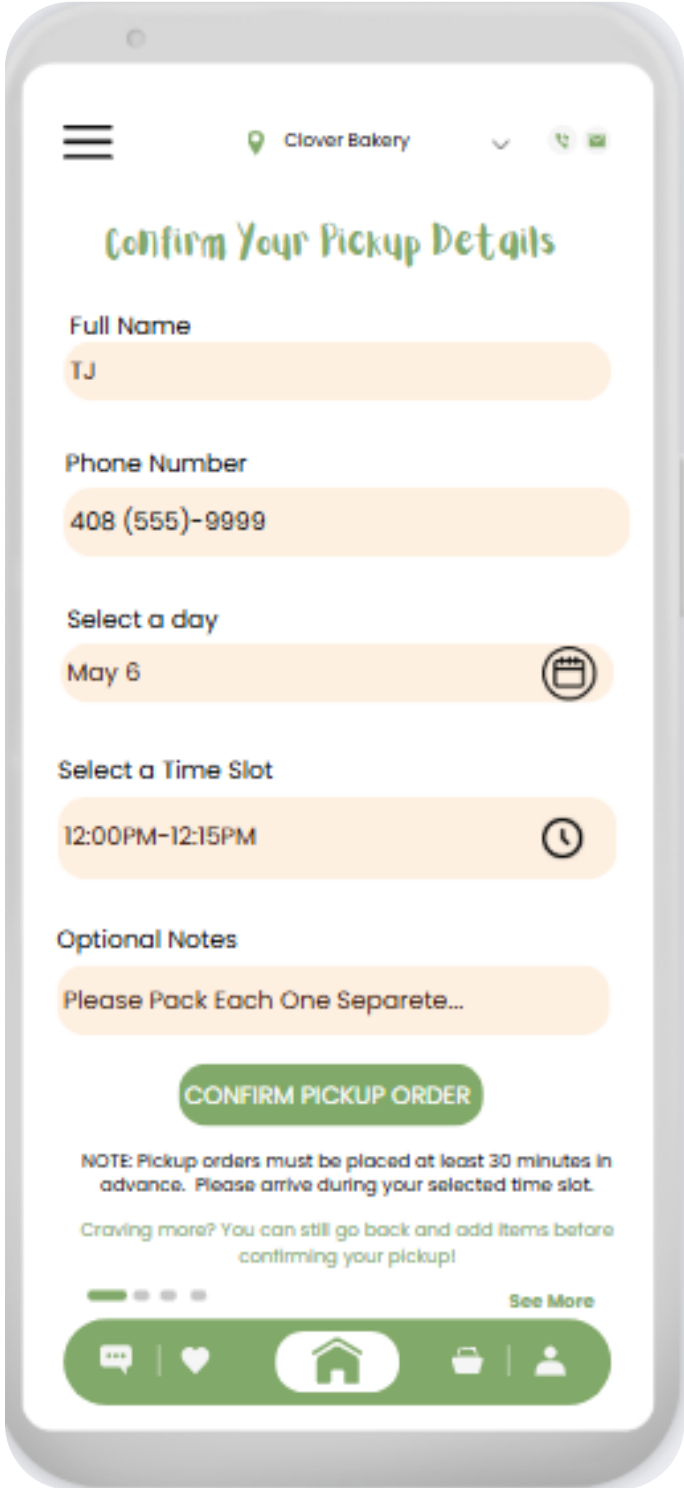 Clover Bakery
Confirm Your Pickup Details
Full Name
TJ
Phone Number
408 (555)-9999
Select a day
May 6
Select a Time Slot
12:00PM-12:15PM
Optional Notes
Please Pack Each One Separete...
CONFIRM PICKUP ORDER
NOTE: Pickup orders must be placed at least 30 minutes in
advance. Please arrive during your selected time slot.
Craving more? You can still go back and add items before
confirming your pickup!
See More